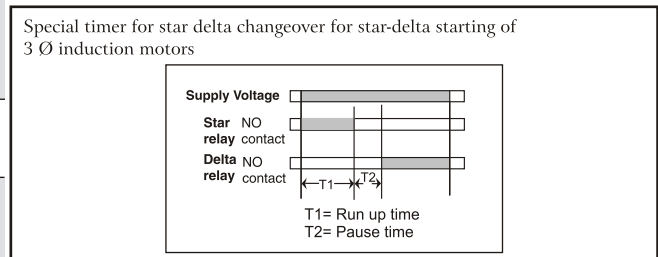 Special timer for star delta changeover for star-delta starting of
3 Ø induction motors
Supply Voltage
Star NO
relay contact
Delta NO
relay contact
T1 T2
T1= Run up time
T2= Pause time